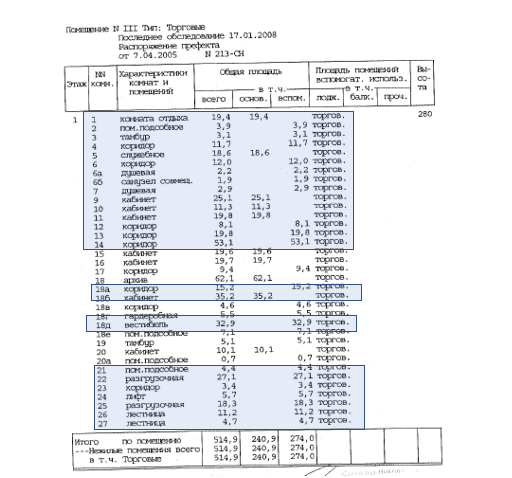 Помещение N III Тип: Торговые
Последнее обследование 17.01.2008
Распоряжение префекта
от 7.04.2005 N 213-СН
Этаж NN комн. Характеристики комнат и помещений Общая площадь Площадь помещений вспомогат. использ. Вы-со-та
в т.ч. в т.ч.
всего основ. вспом. лодж. балк. проч.
1 1 комната отдыха 19,4 19,4 торгов. 280
2 пом.подсобное 3,9 3,9 торгов.
3 тамбур 3,1 3,1 торгов.
4 коридор 11,7 11,7 торгов.
5 служебное 18,6 18,6 торгов.
6 коридор 12,0 12,0 торгов.
6а душевая 2,2 2,2 торгов.
6б санузел совмещ. 1,9 1,9 торгов.
7 душевая 2,9 2,9 торгов.
9 кабинет 25,1 25,1 торгов.
10 кабинет 11,3 11,3 торгов.
11 кабинет 19,8 19,8 торгов.
12 коридор 8,1 8,1 торгов.
13 коридор 19,8 19,8 торгов.
14 коридор 53,1 53,1 торгов.
15 кабинет 19,6 19,6 торгов.
16 кабинет 19,7 19,7 торгов.
17 коридор 9,4 9,4 торгов.
18 архив 62,1 62,1 торгов.
18а коридор 15,2 15,2 торгов.
18б кабинет 35,2 35,2 торгов.
18в коридор 4,6 4,6 торгов.
18г гардеробная 5,5 5,5 торгов.
18д вестибюль 32,9 32,9 торгов.
18е пом.подсобное 7,1 7,1 торгов.
19 тамбур 5,1 5,1 торгов.
20 кабинет 10,1 10,1 торгов.
20а пом.подсобное 0,7 0,7 торгов.
21 пом.подсобное 4,4 4,4 торгов.
22 разгрузочная 27,1 27,1 торгов.
23 коридор 3,4 3,4 торгов.
24 лифт 5,7 5,7 торгов.
25 разгрузочная 18,3 18,3 торгов.
26 лестница 11,2 11,2 торгов.
27 лестница 4,7 4,7 торгов.
Итого по помещению 514,9 240,9 274,0
---Нежилые помещения всего 514,9 240,9 274,0
в т.ч. Торговые 514,9 240,9 274,0